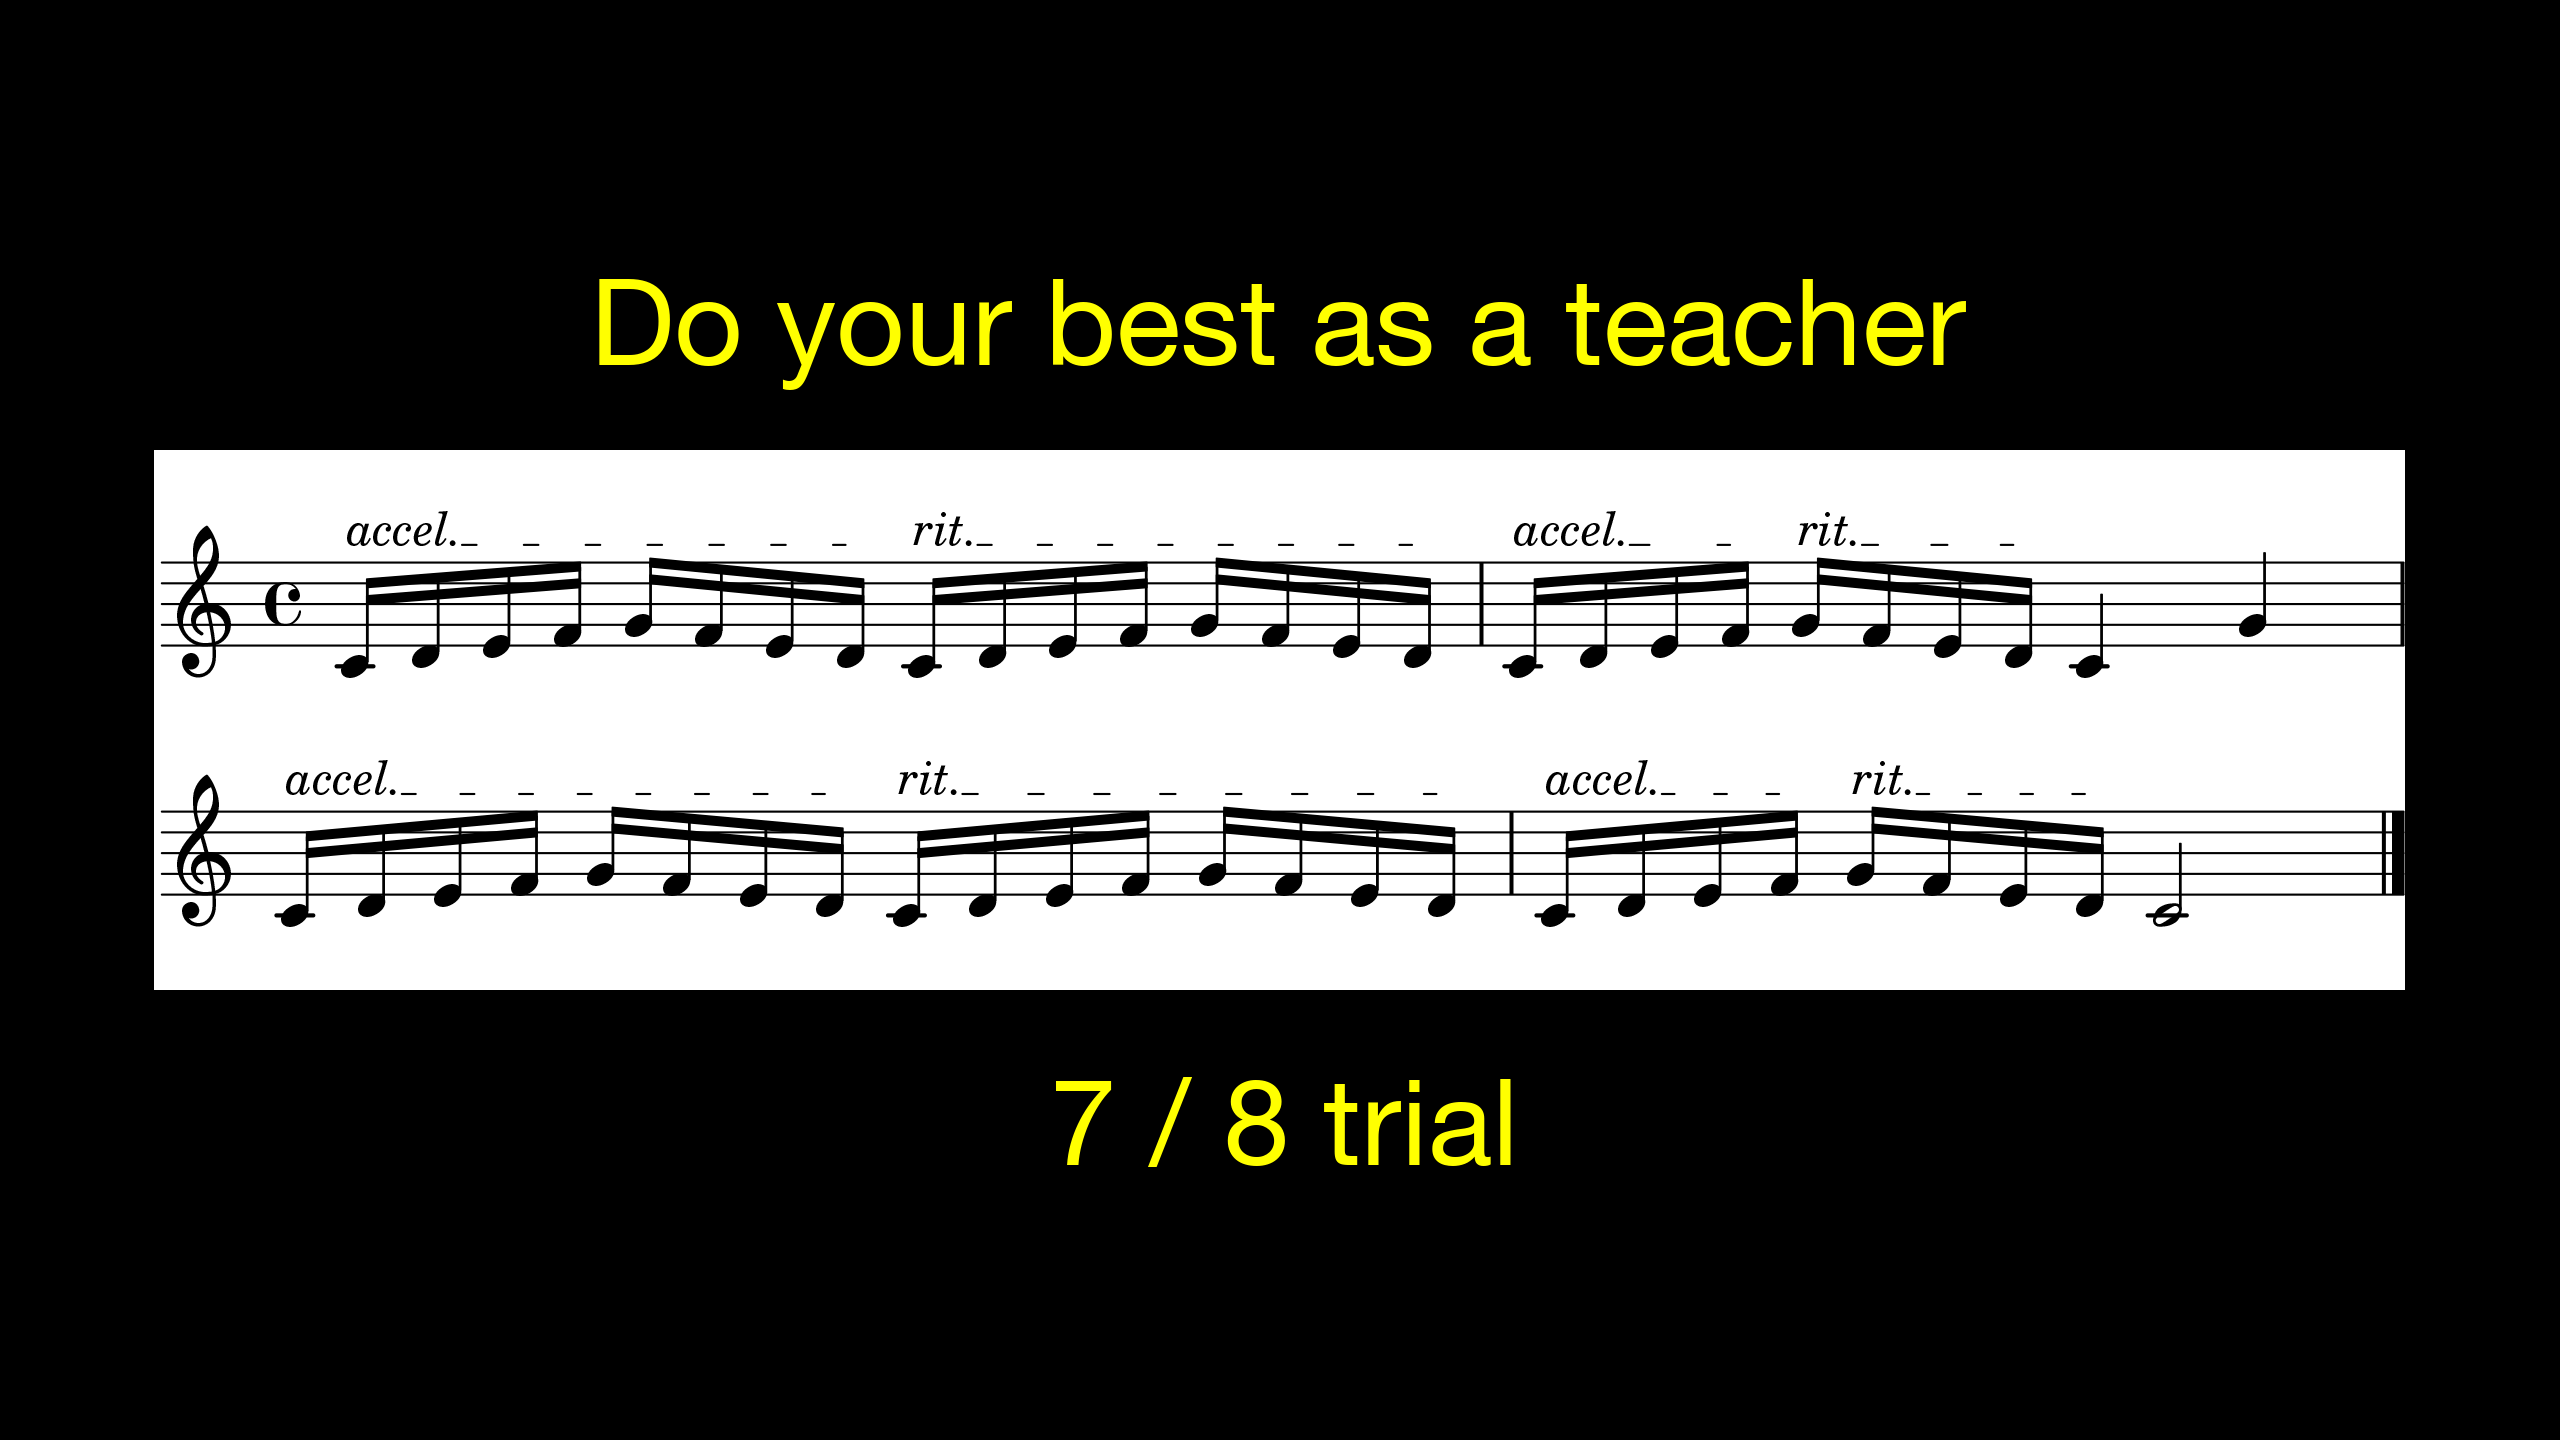 Do your best as a teacher
accel. rit. accel. rit.
accel. rit. accel. rit.
7 / 8 trial